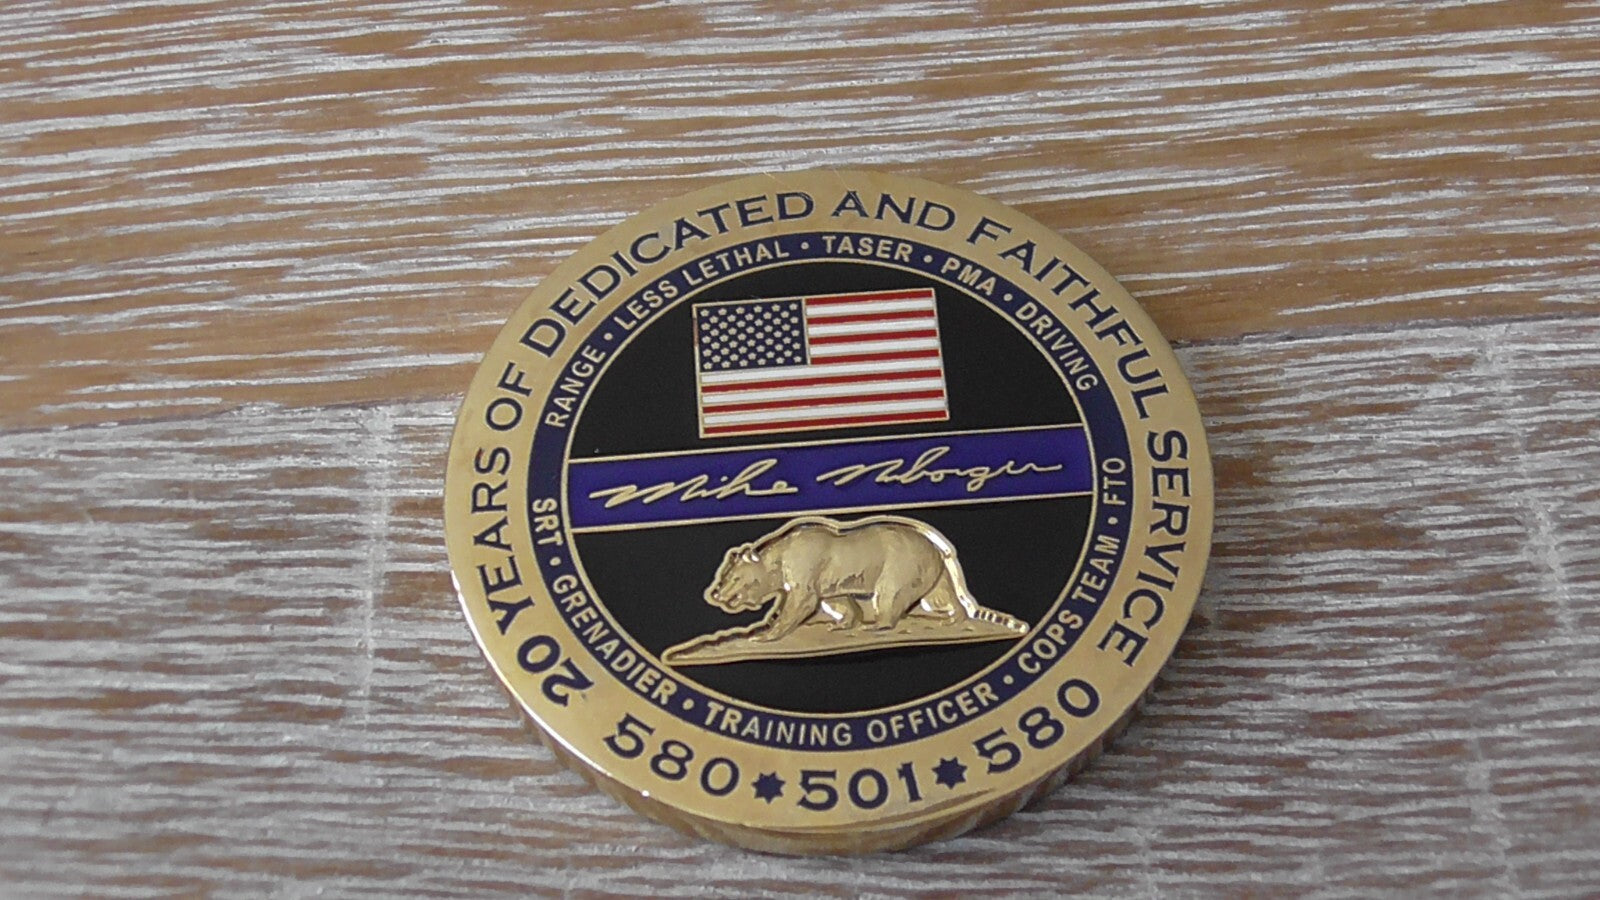 20 YEARS OF DEDICATED AND FAITHFUL SERVICE
580 ✸ 501 ✸ 580
RANGE • LESS LETHAL • TASER • PMA • DRIVING
SRT • GRENADIER • TRAINING OFFICER • COPS TEAM • FTO
Mike